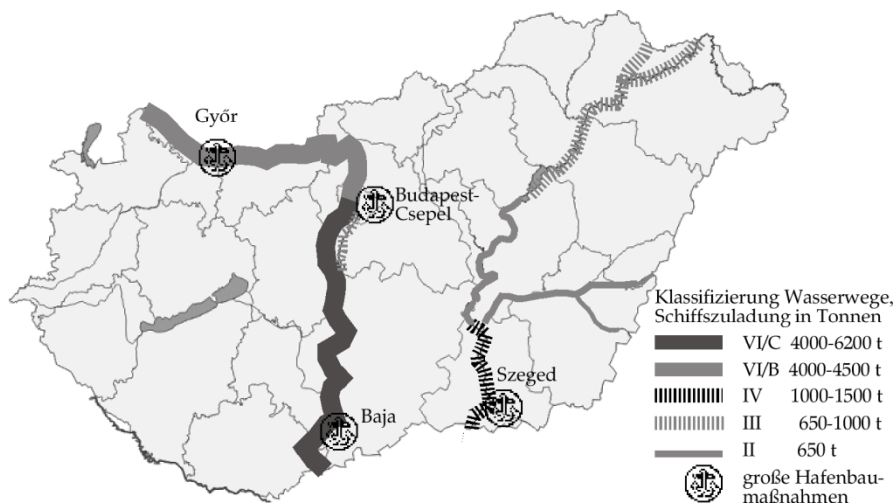 Győr
Budapest-
Csepel
Klassifizierung Wasserwege,
Schiffszuladung in Tonnen
VI/C 4000-6200 t
VI/B 4000-4500 t
IV 1000-1500 t
III 650-1000 t
II 650 t
große Hafenbau-
maßnahmen
Szeged
Baja